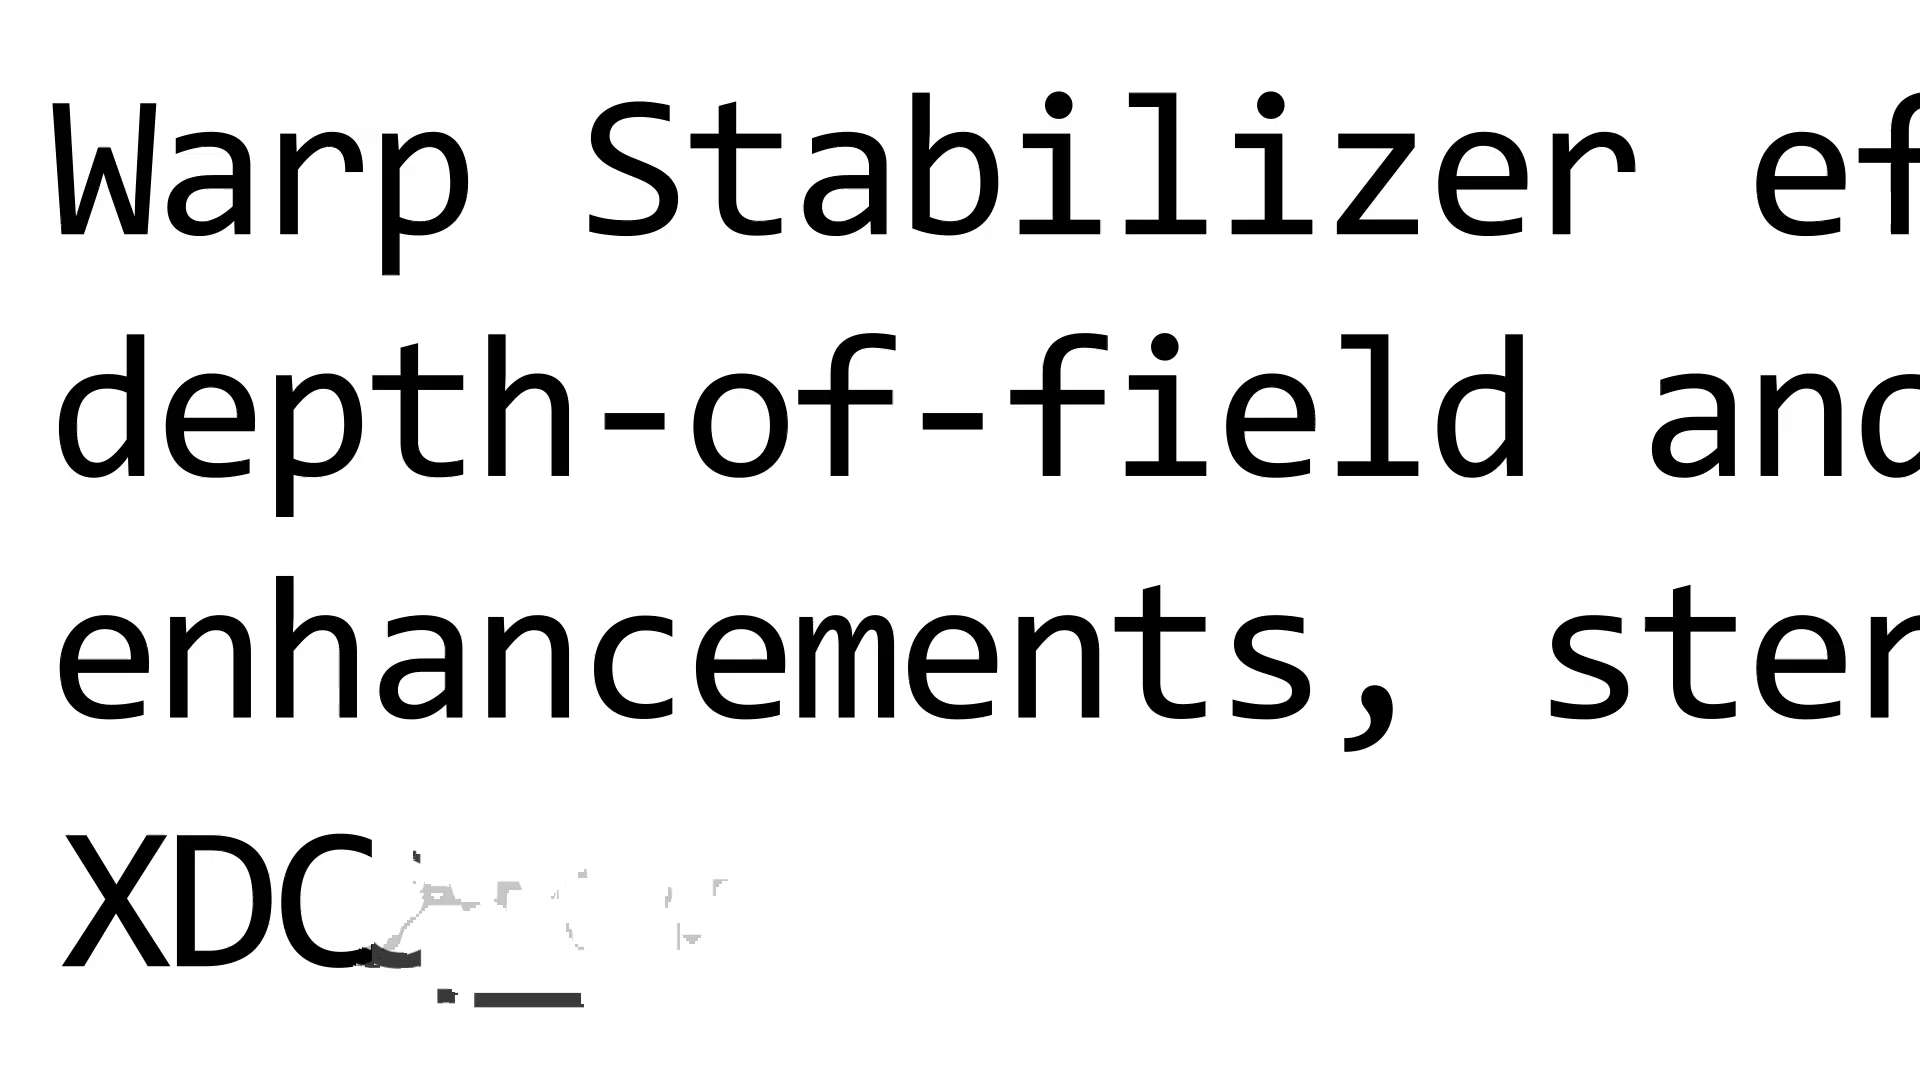 Warp Stabilizer ef
depth-of-field and
enhancements, ster
XDC